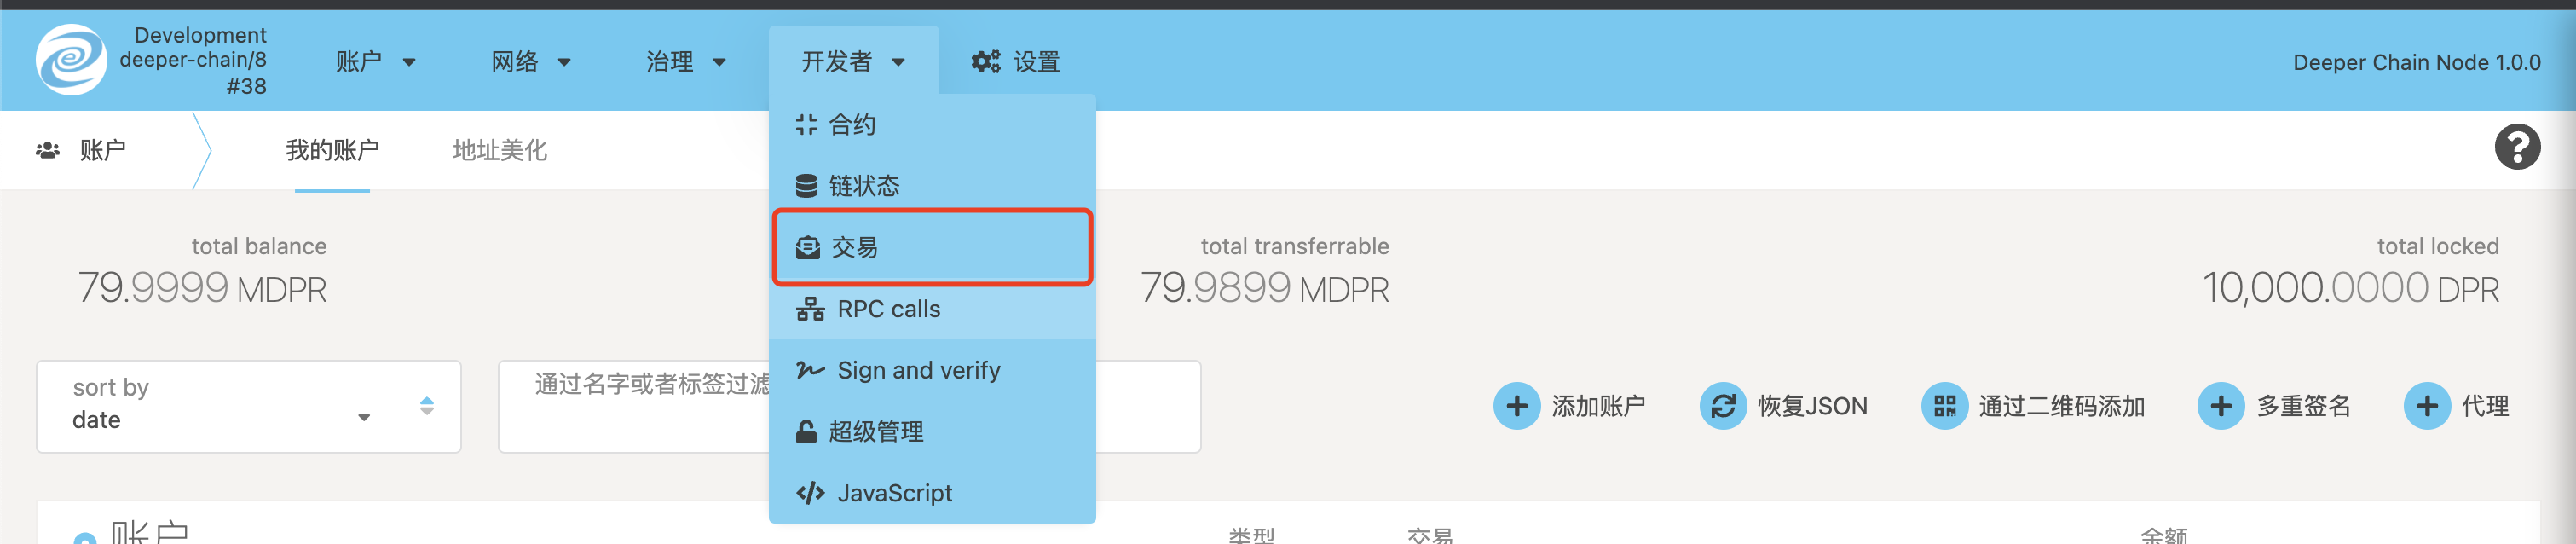 Development
deeper-chain/8
#38
账户
网络
治理
开发者
设置
Deeper Chain Node 1.0.0
合约
链状态
交易
RPC calls
Sign and verify
超级管理
JavaScript
账户
我的账户
地址美化
total balance
79.9999 MDPR
total transferrable
79.9899 MDPR
total locked
10,000.0000 DPR
sort by
date
通过名字或者标签过滤
添加账户
恢复JSON
通过二维码添加
多重签名
代理
账户
类型
交易
金额